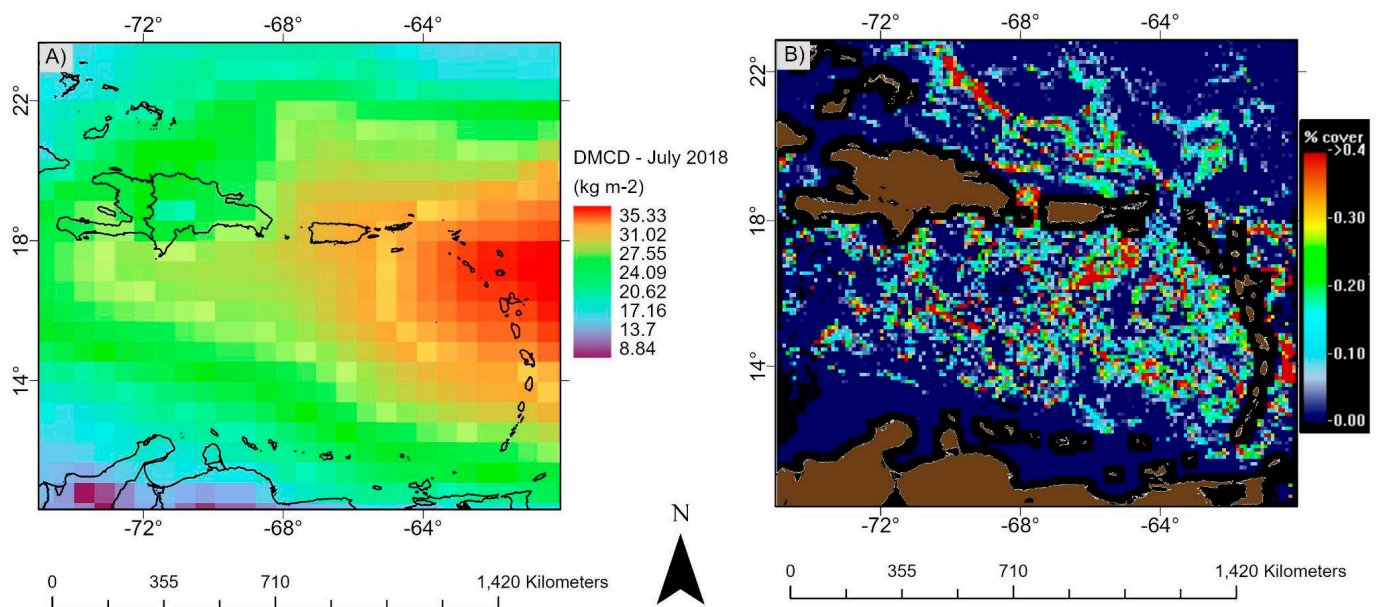 -72° -68° -64°
A)
22°
18°
14°
-72° -68° -64°
0 355 710 1,420 Kilometers
DMCD - July 2018
(kg m-2)
35.33
31.02
27.55
24.09
20.62
17.16
13.7
8.84
N
-72° -68° -64°
B)
22°
18°
14°
-72° -68° -64°
0 355 710 1,420 Kilometers
% cover
->0.4
-0.30
-0.20
-0.10
-0.00